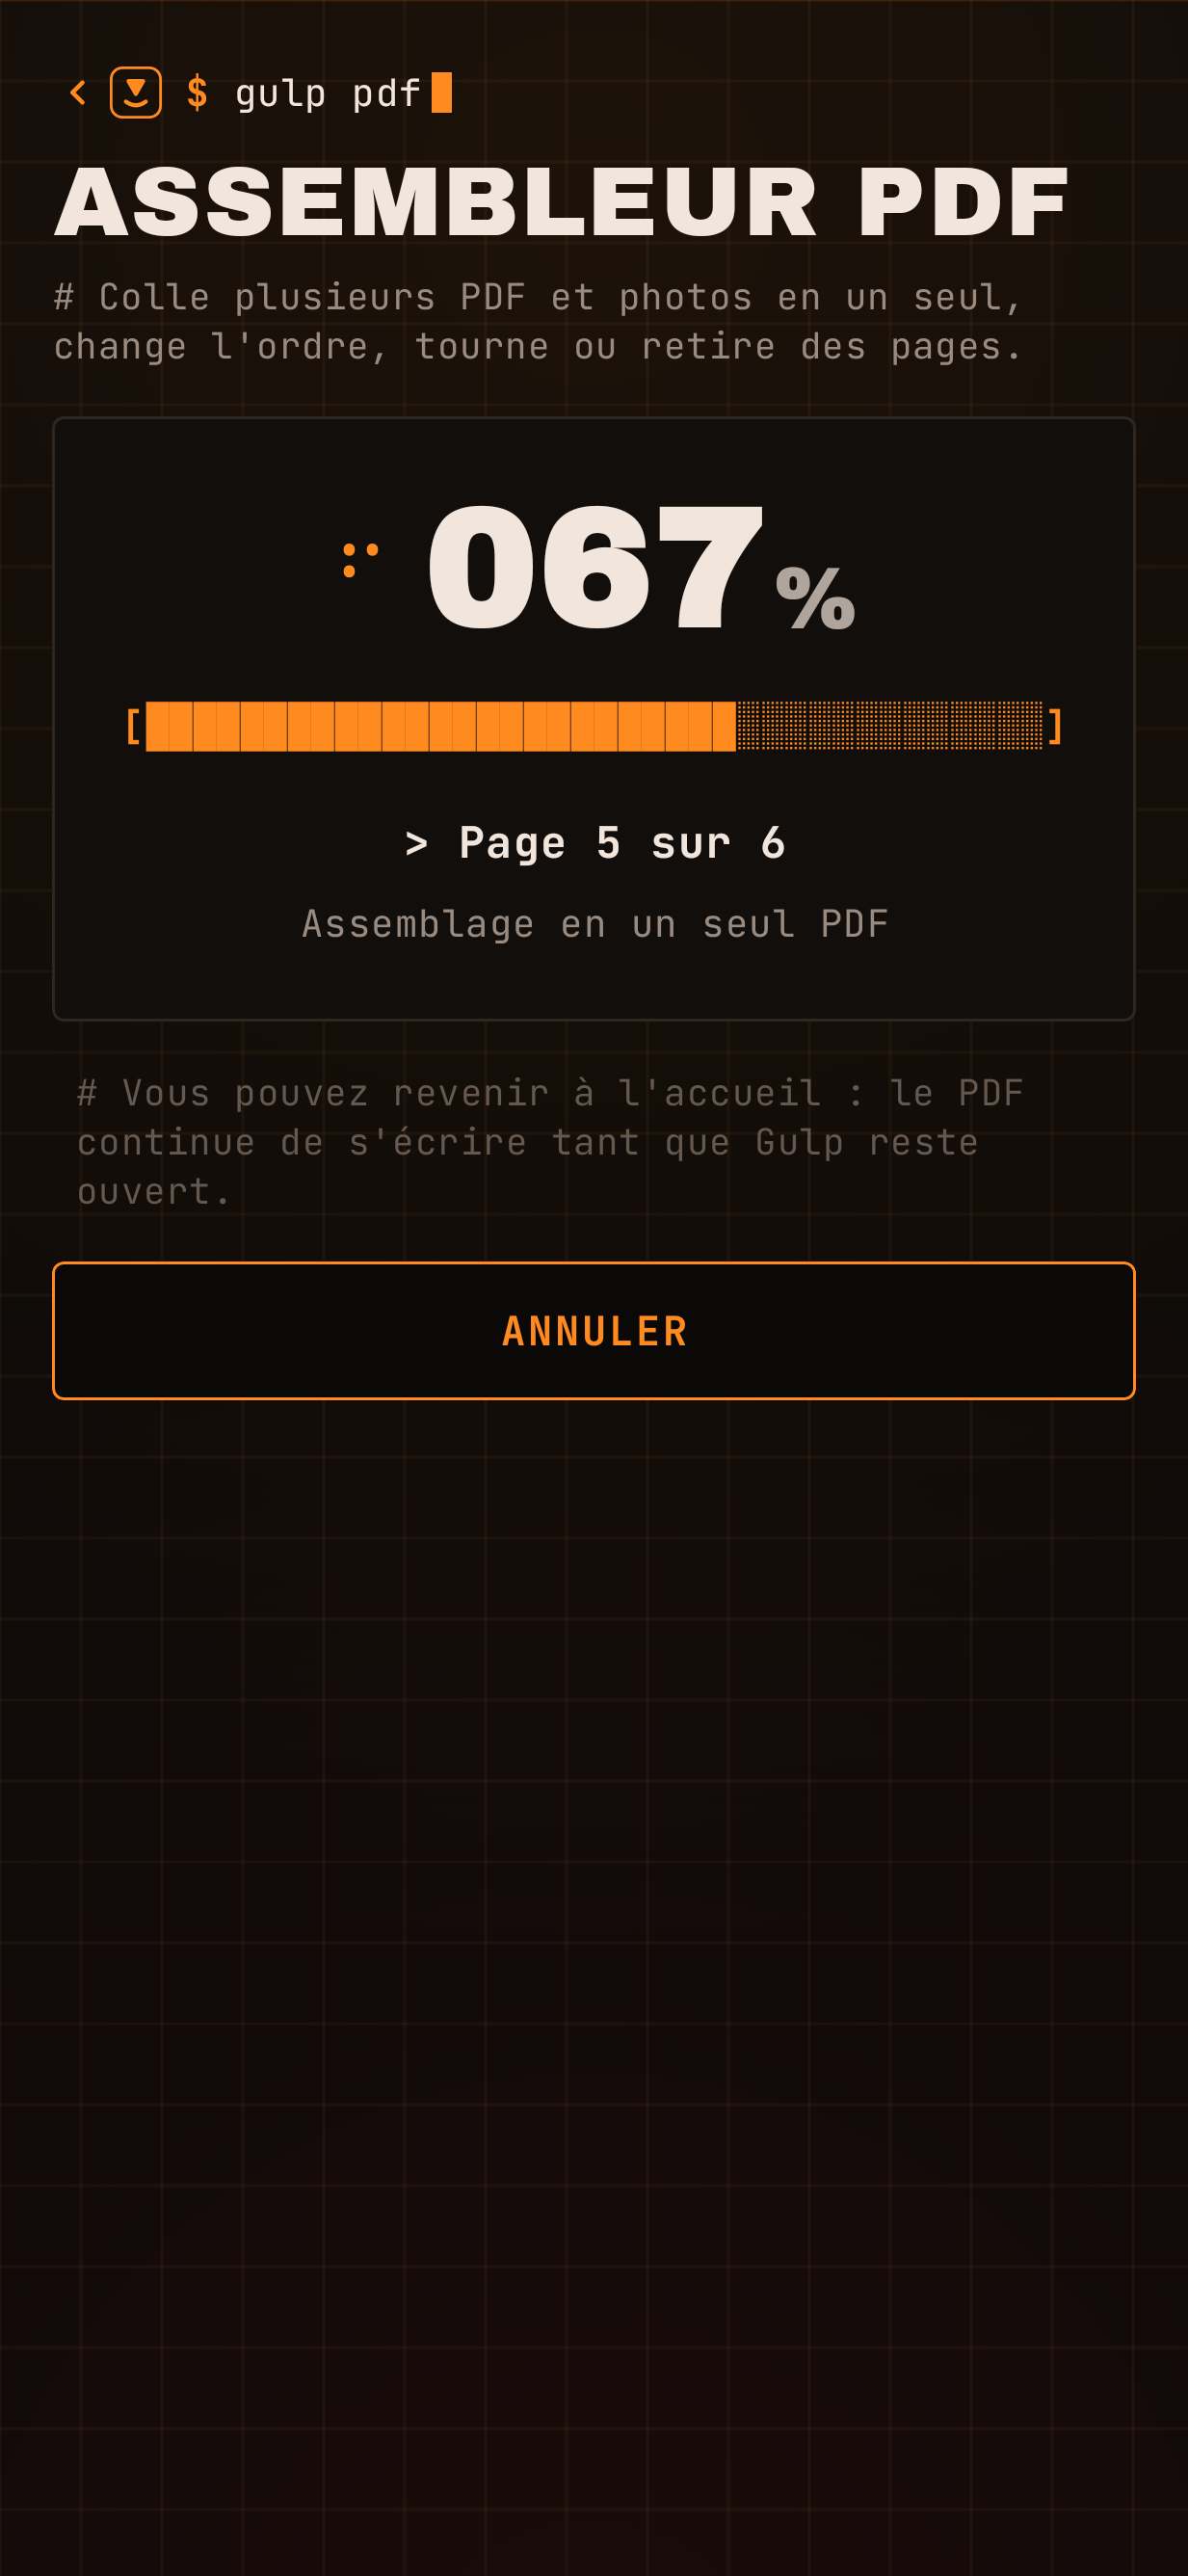 $ gulp pdf
ASSEMBLEUR PDF
# Colle plusieurs PDF et photos en un seul,
change l'ordre, tourne ou retire des pages.
067%
[█████████████████████████░░░░░░░░░░░░░]
> Page 5 sur 6
Assemblage en un seul PDF
# Vous pouvez revenir à l'accueil : le PDF
continue de s'écrire tant que Gulp reste
ouvert.
ANNULER